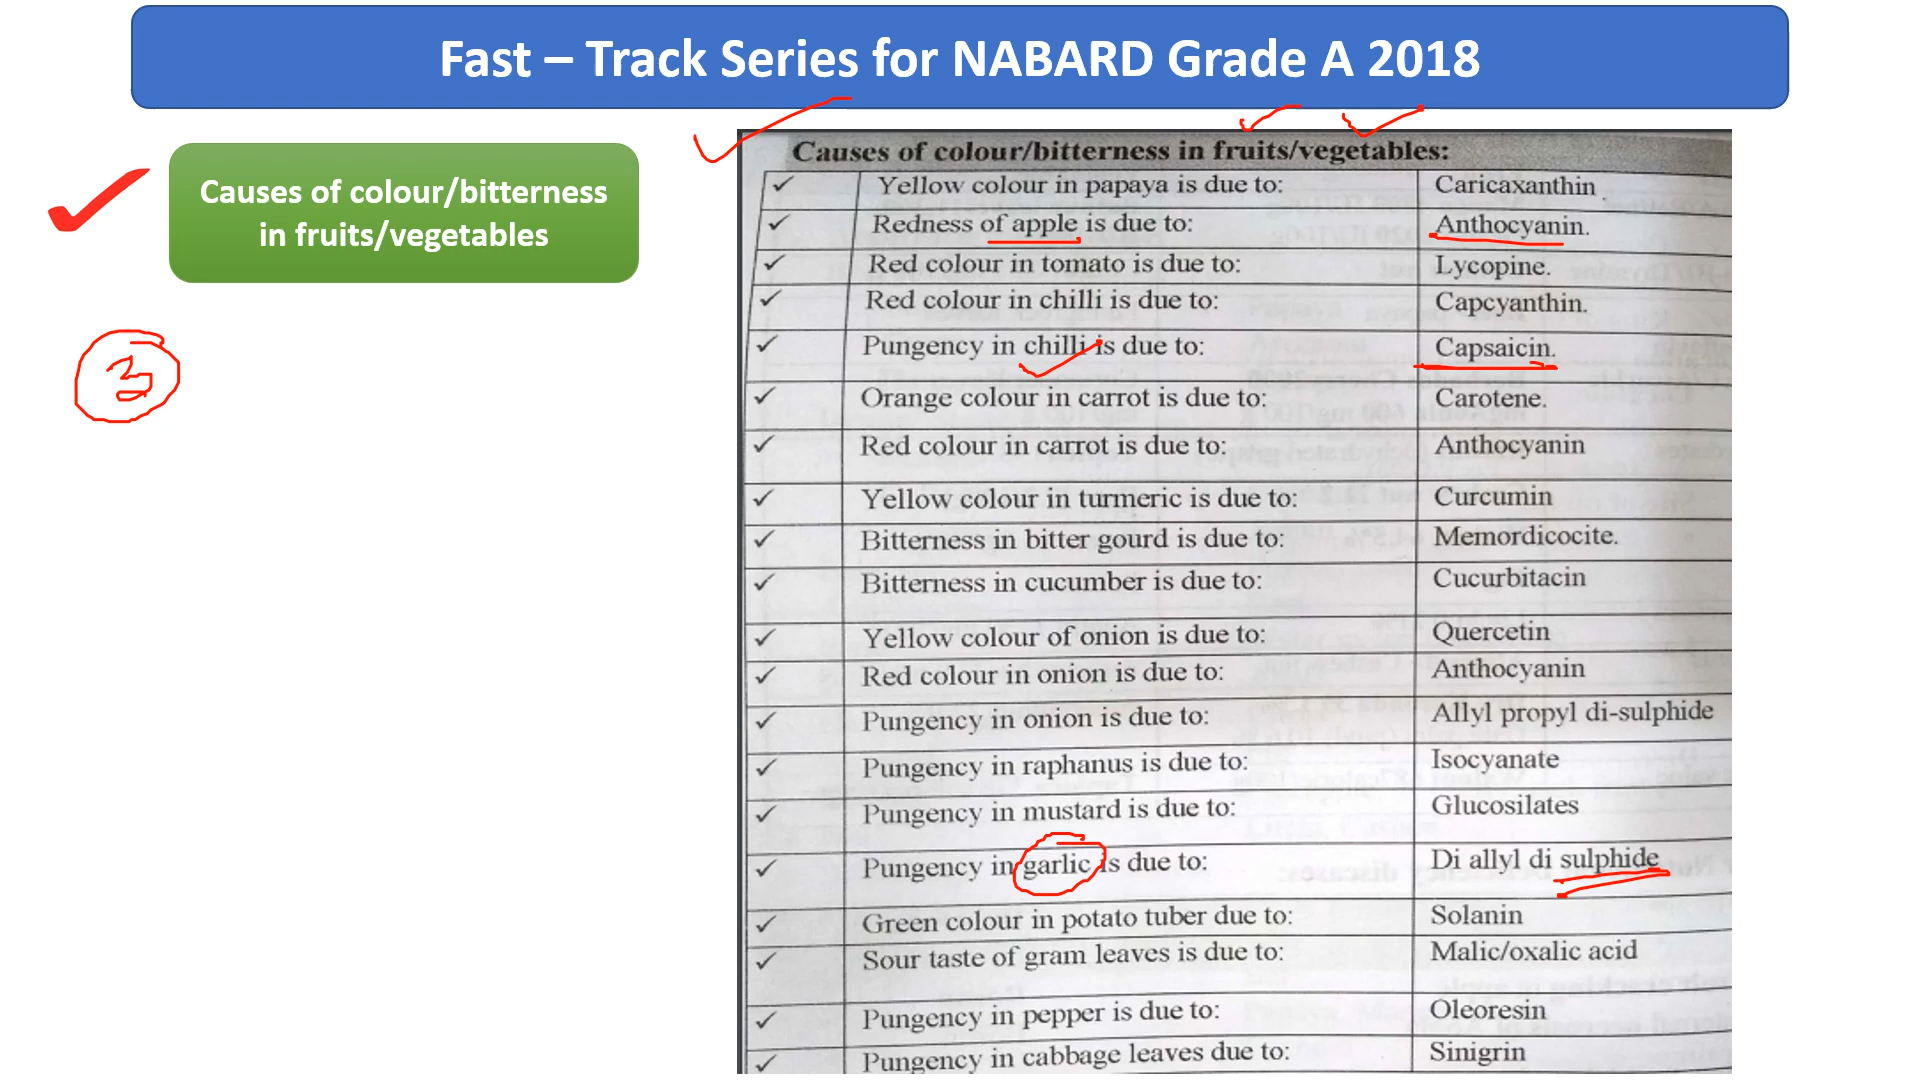 Fast – Track Series for NABARD Grade A 2018
Causes of colour/bitterness
in fruits/vegetables
3
Causes of colour/bitterness in fruits/vegetables:
✓ Yellow colour in papaya is due to: Caricaxanthin
✓ Redness of apple is due to: Anthocyanin.
✓ Red colour in tomato is due to: Lycopine.
✓ Red colour in chilli is due to: Capcyanthin.
✓ Pungency in chilli is due to: Capsaicin.
✓ Orange colour in carrot is due to: Carotene.
✓ Red colour in carrot is due to: Anthocyanin
✓ Yellow colour in turmeric is due to: Curcumin
✓ Bitterness in bitter gourd is due to: Memordicocite.
✓ Bitterness in cucumber is due to: Cucurbitacin
✓ Yellow colour of onion is due to: Quercetin
✓ Red colour in onion is due to: Anthocyanin
✓ Pungency in onion is due to: Allyl propyl di-sulphide
✓ Pungency in raphanus is due to: Isocyanate
✓ Pungency in mustard is due to: Glucosilates
✓ Pungency in garlic is due to: Di allyl di sulphide
✓ Green colour in potato tuber due to: Solanin
✓ Sour taste of gram leaves is due to: Malic/oxalic acid
✓ Pungency in pepper is due to: Oleoresin
✓ Pungency in cabbage leaves due to: Sinigrin